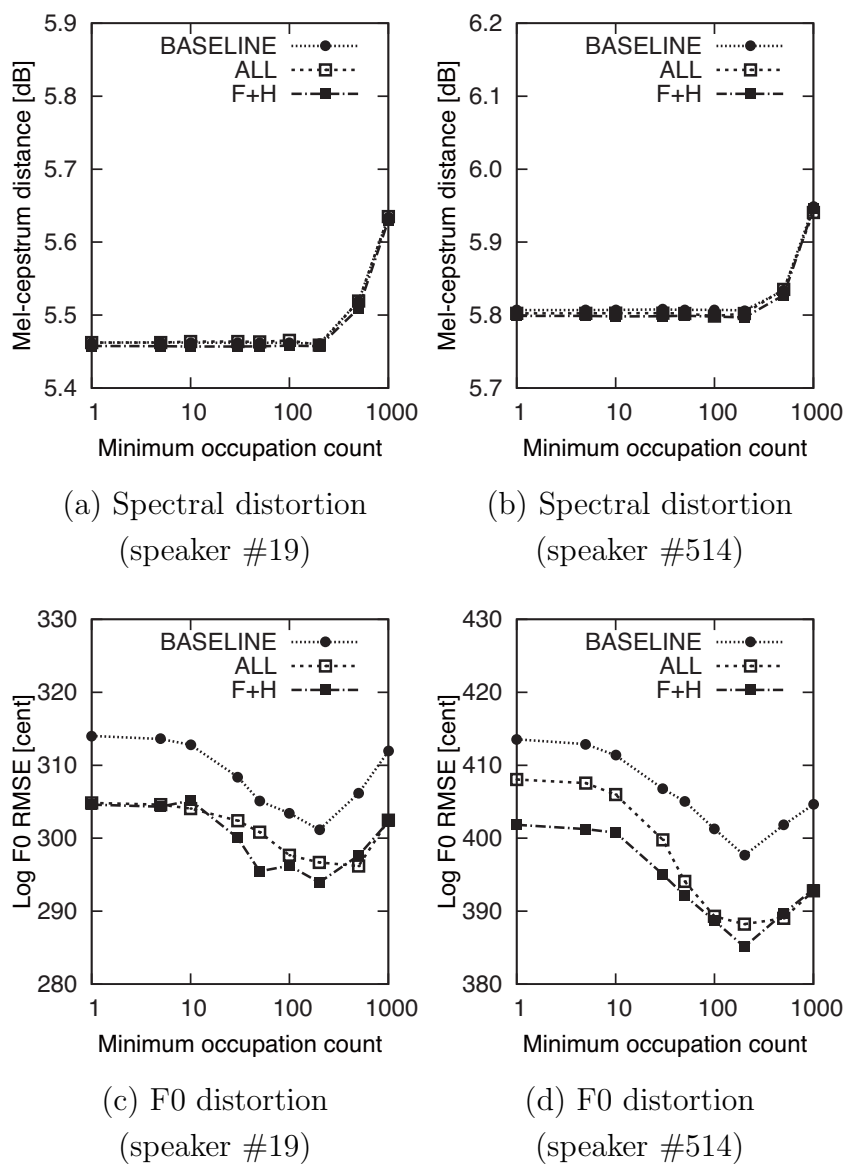 5.9
5.8
5.7
5.6
5.5
5.4
Mel-cepstrum distance [dB]
BASELINE
ALL
F+H
1 10 100 1000
Minimum occupation count
(a) Spectral distortion
(speaker #19)
6.2
6.1
6.0
5.9
5.8
5.7
Mel-cepstrum distance [dB]
BASELINE
ALL
F+H
1 10 100 1000
Minimum occupation count
(b) Spectral distortion
(speaker #514)
330
320
310
300
290
280
Log F0 RMSE [cent]
BASELINE
ALL
F+H
1 10 100 1000
Minimum occupation count
(c) F0 distortion
(speaker #19)
430
420
410
400
390
380
Log F0 RMSE [cent]
BASELINE
ALL
F+H
1 10 100 1000
Minimum occupation count
(d) F0 distortion
(speaker #514)